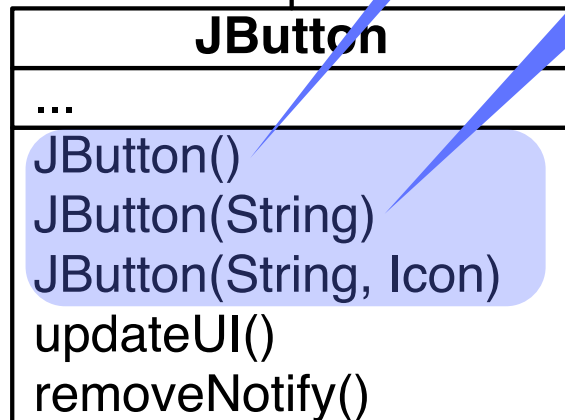 JButton
...
JButton()
JButton(String)
JButton(String, Icon)
updateUI()
removeNotify()